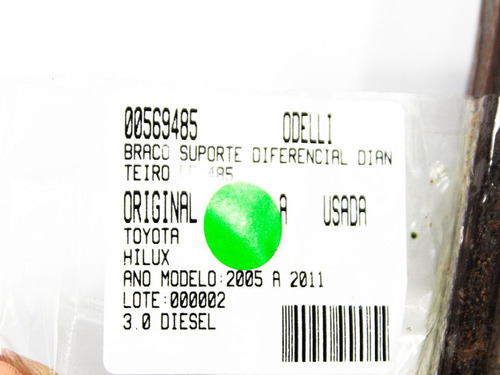 00569485 ODELLI
BRACO SUPORTE DIFERENCIAL DIAN
TEIRO 485
ORIGINAL A USADA
TOYOTA
HILUX
ANO MODELO:2005 A 2011
LOTE:000002
3.0 DIESEL